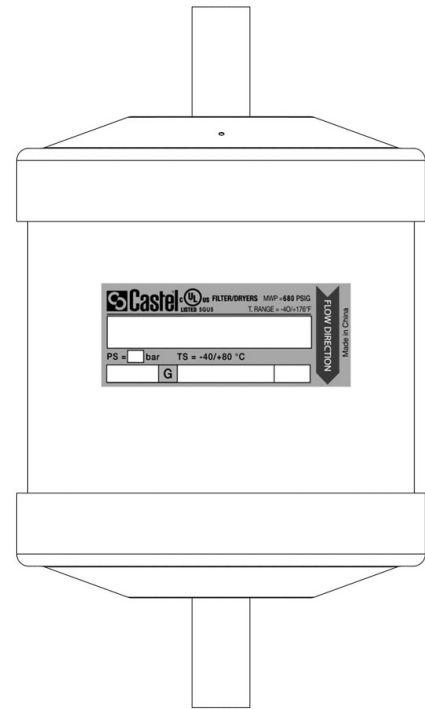 Castel c UL us FILTER/DRYERS MWP = 680 PSIG
LISTED SGUS T. RANGE = -40/+176°F
PS = bar TS = -40/+80 °C
G
FLOW DIRECTION
Made in China